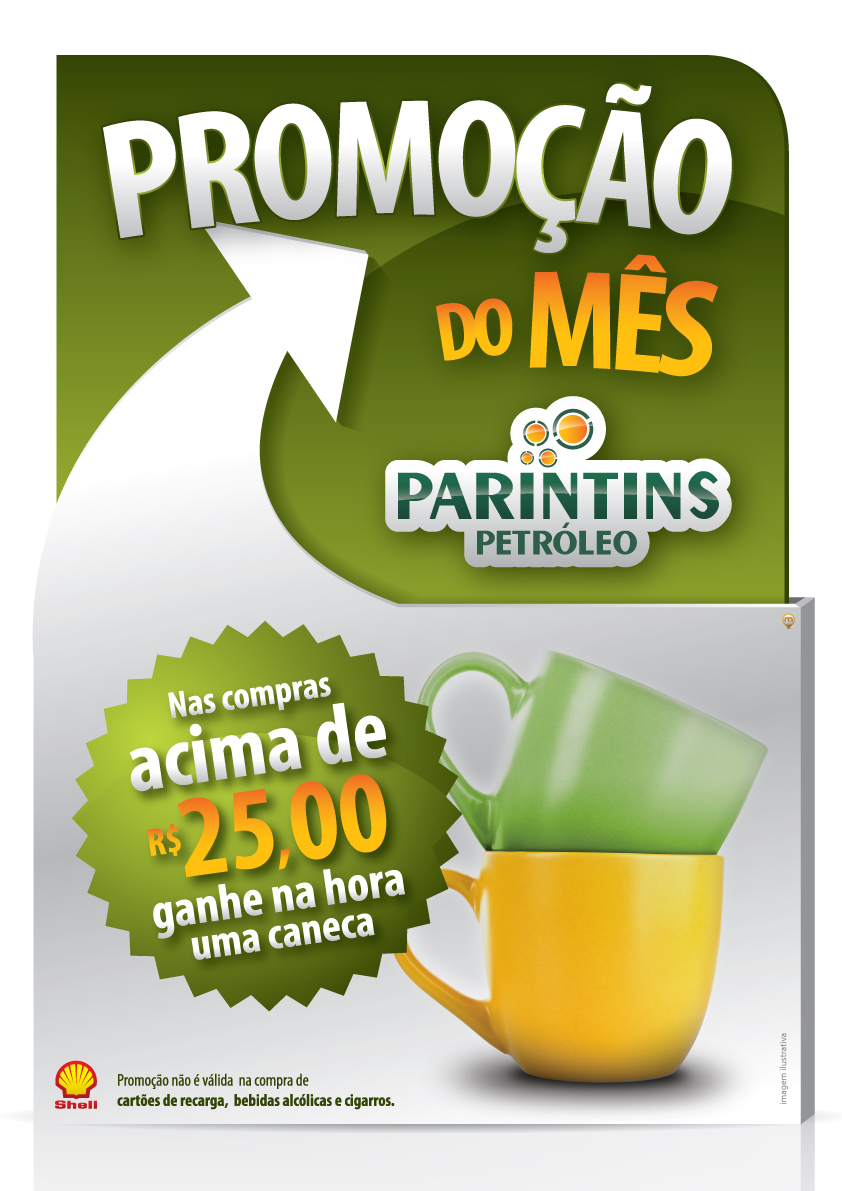 PROMOÇÃO
DO MÊS
PARINTINS
PETRÓLEO
Nas compras
acima de
R$25,00
ganhe na hora
uma caneca
Shell
Promoção não é válida na compra de
cartões de recarga, bebidas alcólicas e cigarros.
imagem ilustrativa